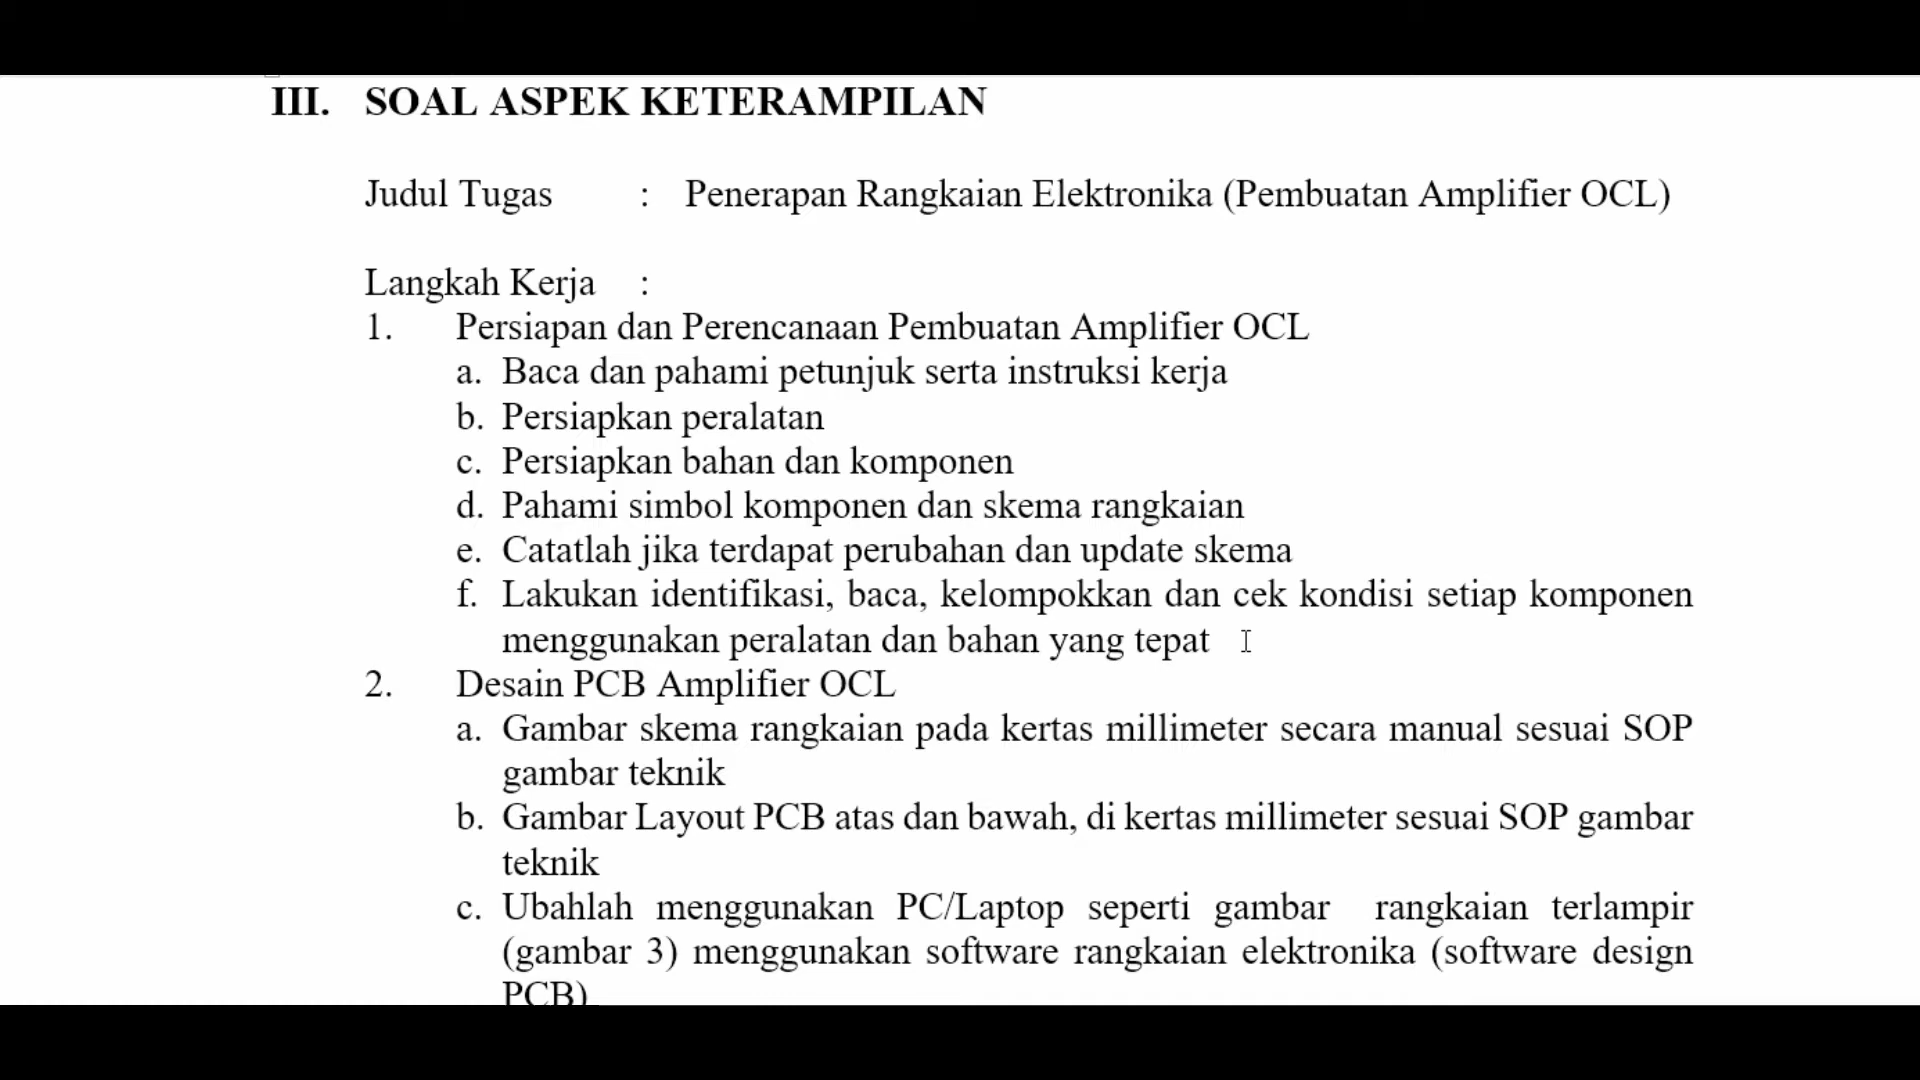 III. SOAL ASPEK KETERAMPILAN
Judul Tugas : Penerapan Rangkaian Elektronika (Pembuatan Amplifier OCL)
Langkah Kerja :
1. Persiapan dan Perencanaan Pembuatan Amplifier OCL
a. Baca dan pahami petunjuk serta instruksi kerja
b. Persiapkan peralatan
c. Persiapkan bahan dan komponen
d. Pahami simbol komponen dan skema rangkaian
e. Catatlah jika terdapat perubahan dan update skema
f. Lakukan identifikasi, baca, kelompokkan dan cek kondisi setiap komponen
menggunakan peralatan dan bahan yang tepat
2. Desain PCB Amplifier OCL
a. Gambar skema rangkaian pada kertas millimeter secara manual sesuai SOP
gambar teknik
b. Gambar Layout PCB atas dan bawah, di kertas millimeter sesuai SOP gambar
teknik
c. Ubahlah menggunakan PC/Laptop seperti gambar rangkaian terlampir
(gambar 3) menggunakan software rangkaian elektronika (software design
PCB)